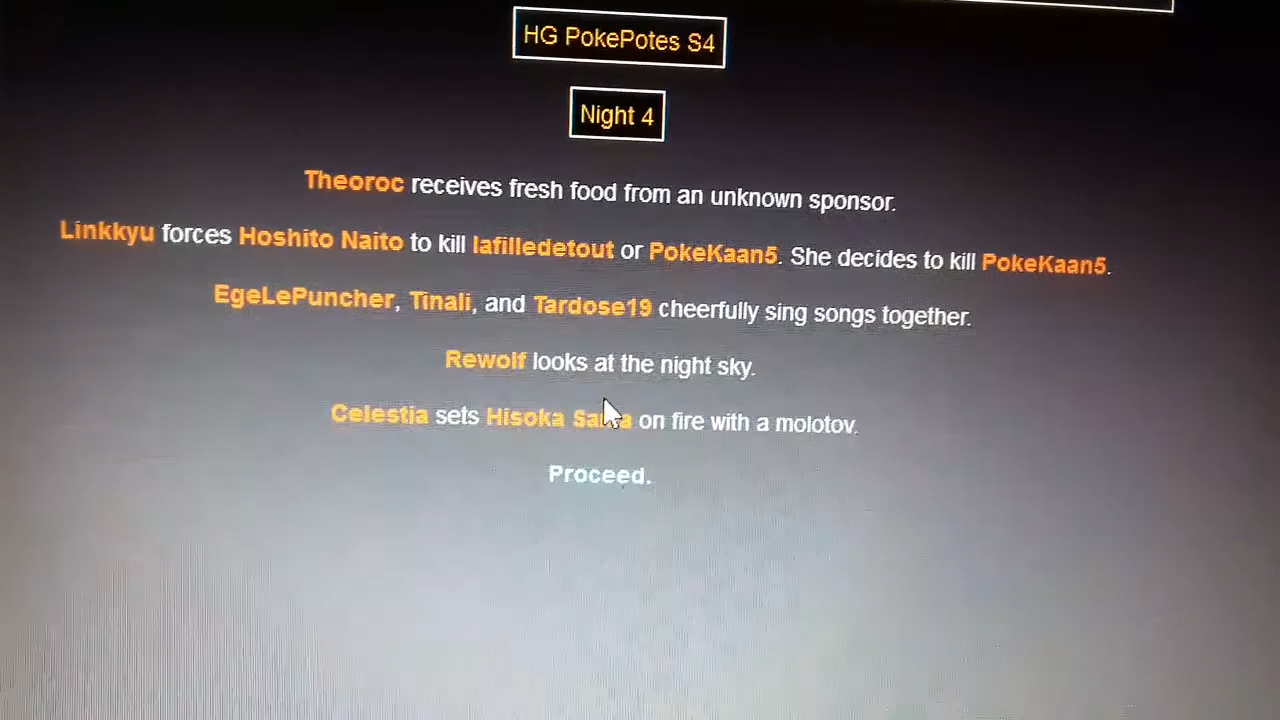 HG PokePotes S4
Night 4
Theoroc receives fresh food from an unknown sponsor.
Linkkyu forces Hoshito Naito to kill lafilledetout or PokeKaan5. She decides to kill PokeKaan5.
EgeLePuncher, Tinali, and Tardose19 cheerfully sing songs together.
Rewolf looks at the night sky.
Celestia sets Hisoka on fire with a molotov.
Proceed.